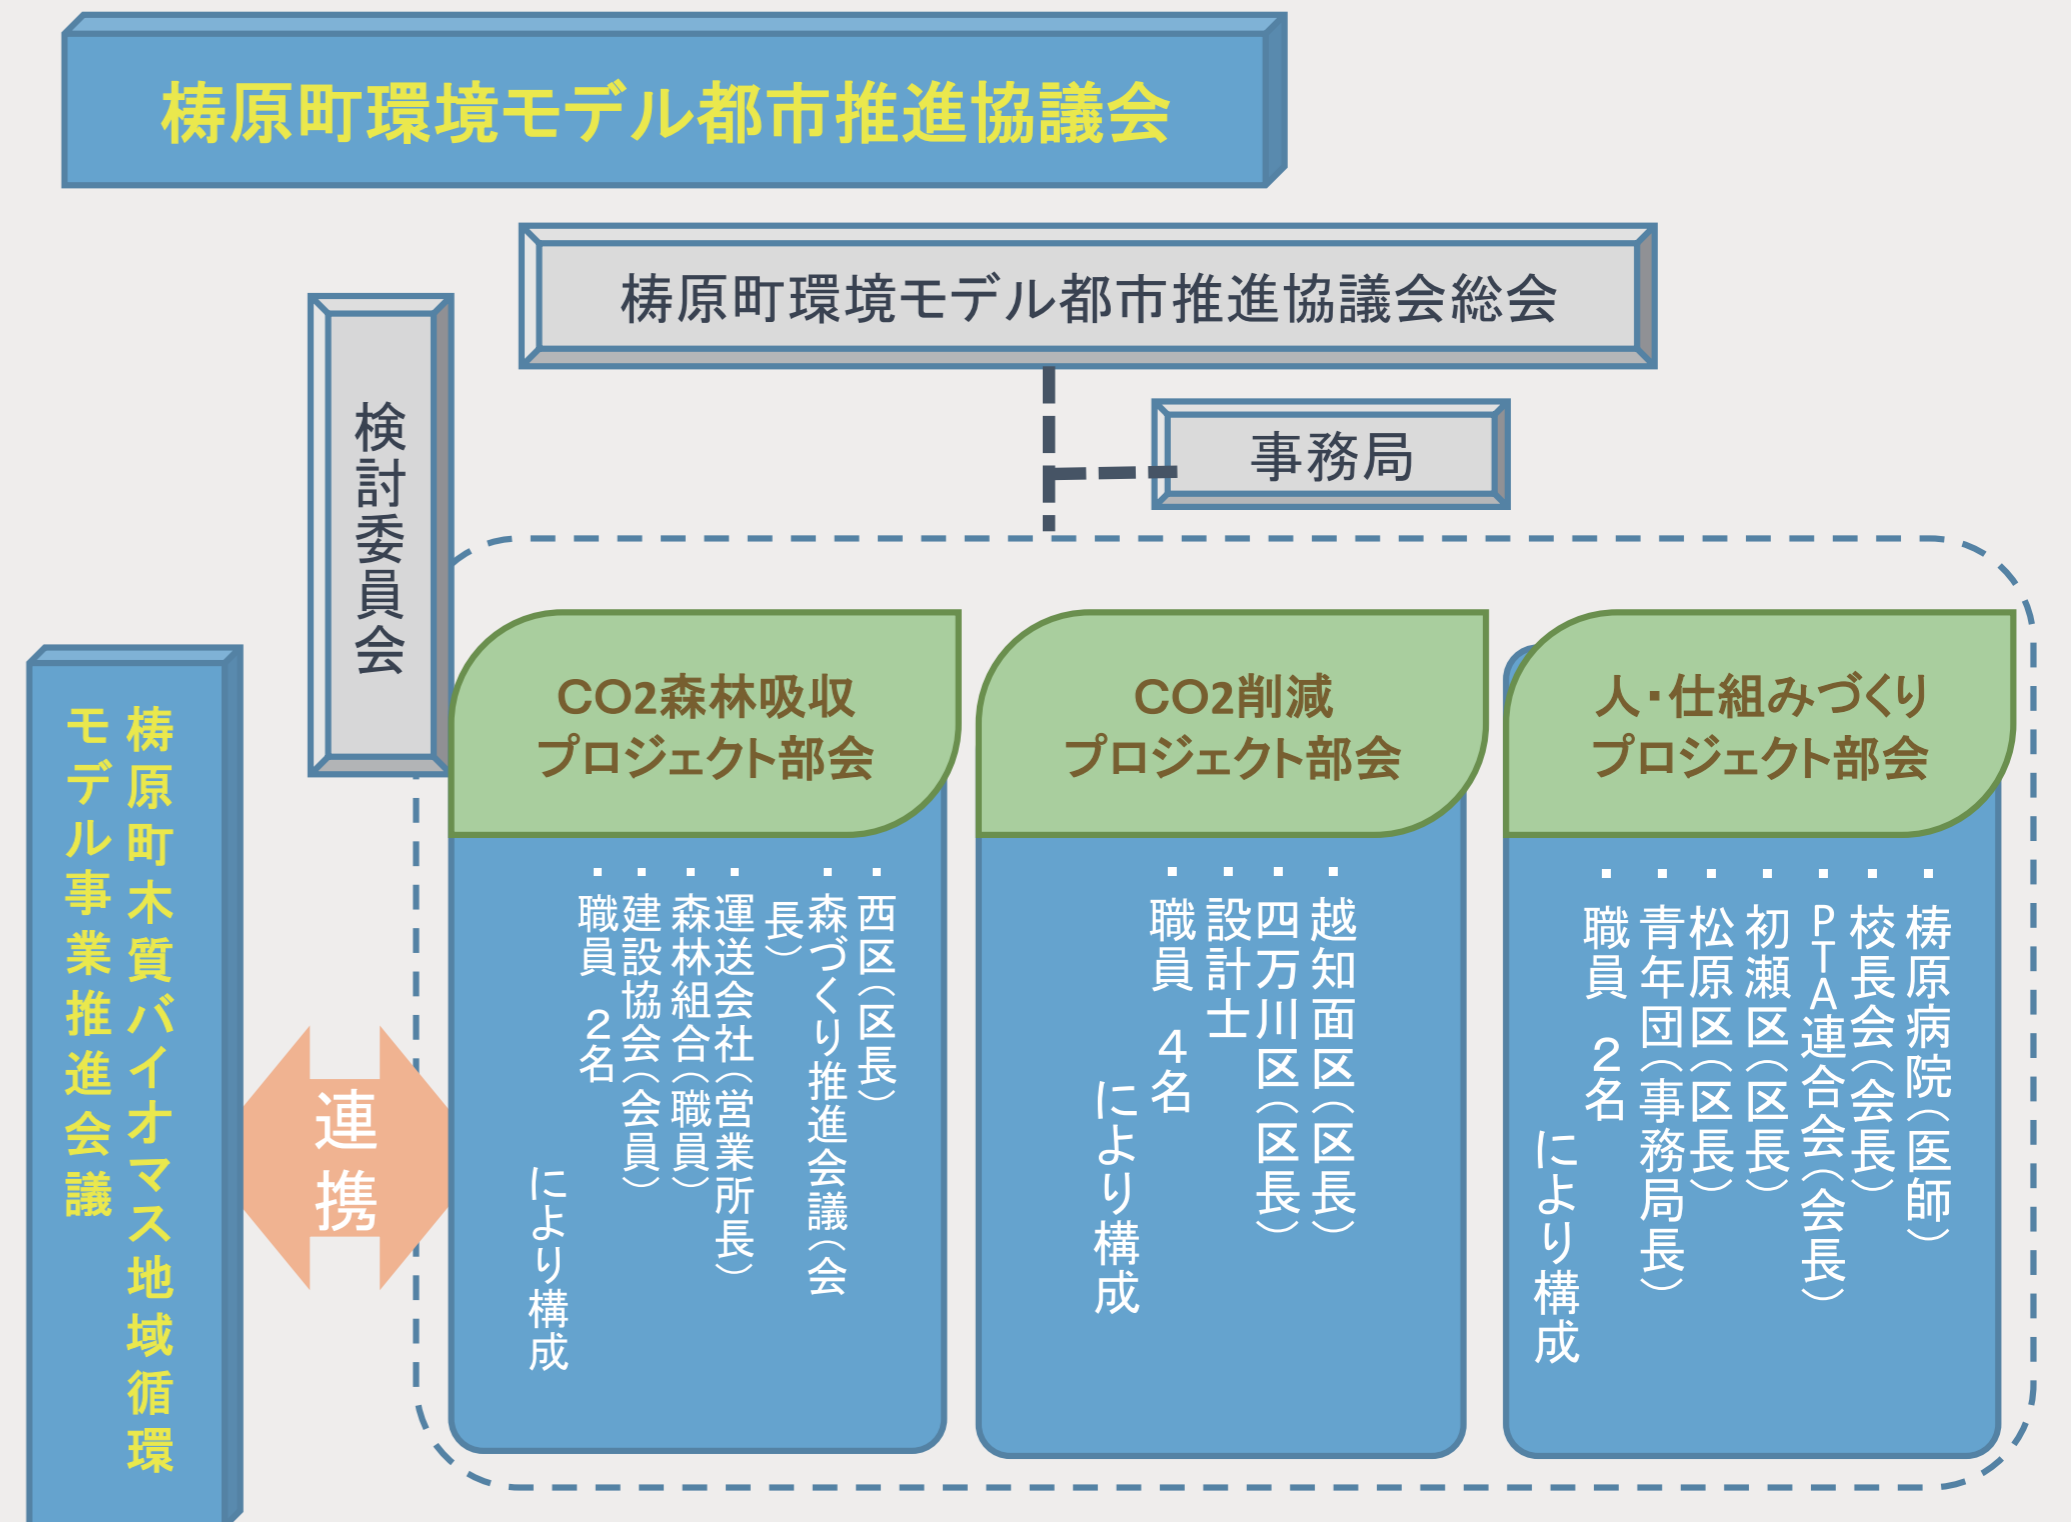 梼原町環境モデル都市推進協議会
梼原町環境モデル都市推進協議会総会
事務局
検討委員会
梼原町木質バイオマス地域循環
モデル事業推進会議
連携
CO2森林吸収
プロジェクト部会
・西区（区長）
・森づくり推進会議（会
長）
・運送会社（営業所長）
・森林組合（職員）
・建設協会（会員）
・職員　２名
により構成
CO2削減
プロジェクト部会
・越知面区（区長）
・四万川区（区長）
・設計士
・職員　４名
により構成
人・仕組みづくり
プロジェクト部会
・梼原病院（医師）
・校長会（会長）
・ＰＴＡ連合会（会長）
・初瀬区（区長）
・松原区（区長）
・青年団（事務局長）
・職員　２名
により構成